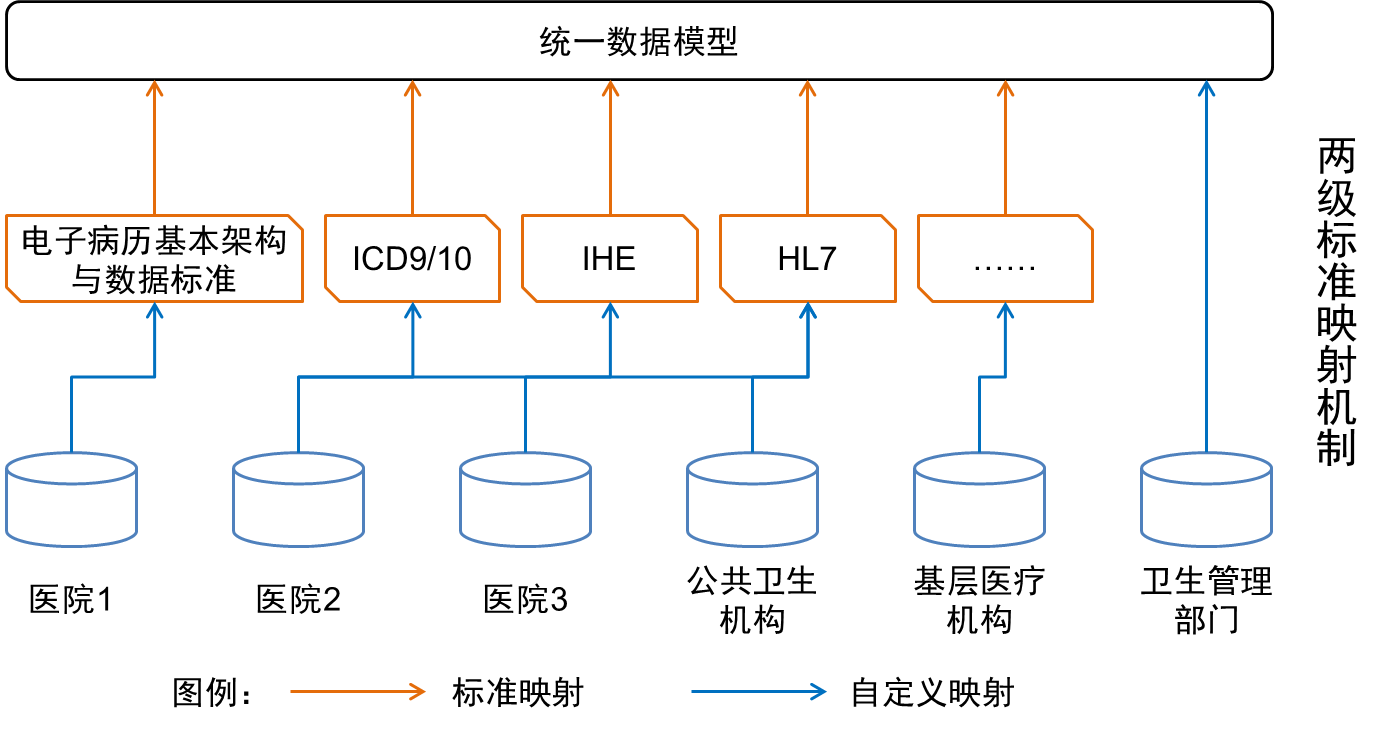 统一数据模型
电子病历基本架构
与数据标准
ICD9/10
IHE
HL7
……
两级标准映射机制
医院1
医院2
医院3
公共卫生
机构
基层医疗
机构
卫生管理
部门
图例：
标准映射
自定义映射